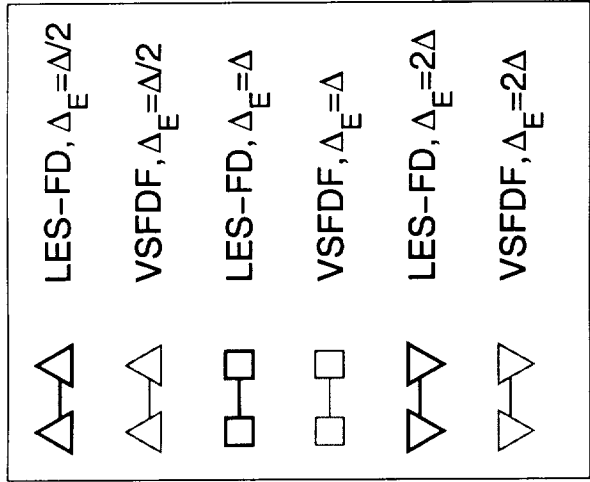 LES-FD, Δ_E=Δ/2
VSFDF, Δ_E=Δ/2
LES-FD, Δ_E=Δ
VSFDF, Δ_E=Δ
LES-FD, Δ_E=2Δ
VSFDF, Δ_E=2Δ